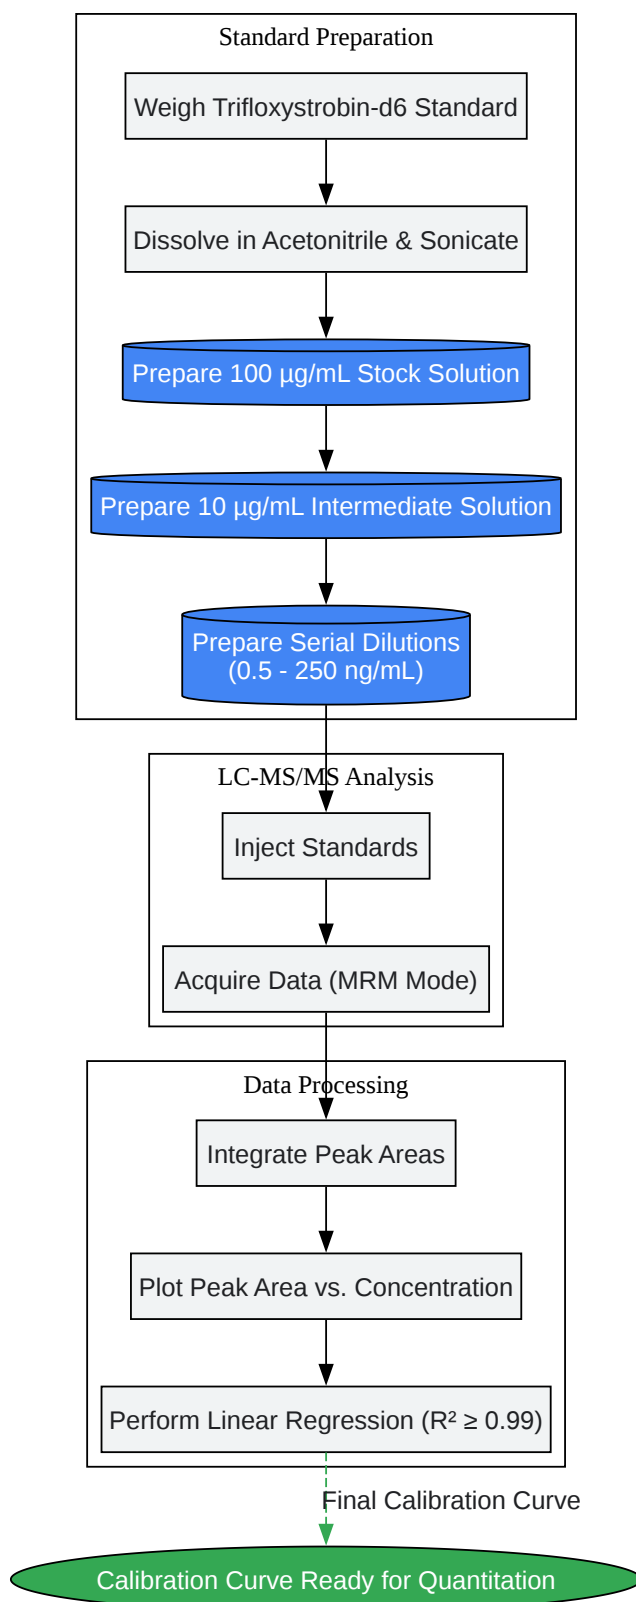 Standard Preparation
Weigh Trifloxystrobin-d6 Standard
Dissolve in Acetonitrile & Sonicate
Prepare 100 µg/mL Stock Solution
Prepare 10 µg/mL Intermediate Solution
Prepare Serial Dilutions
(0.5 - 250 ng/mL)
LC-MS/MS Analysis
Inject Standards
Acquire Data (MRM Mode)
Data Processing
Integrate Peak Areas
Plot Peak Area vs. Concentration
Perform Linear Regression (R² ≥ 0.99)
Final Calibration Curve
Calibration Curve Ready for Quantitation